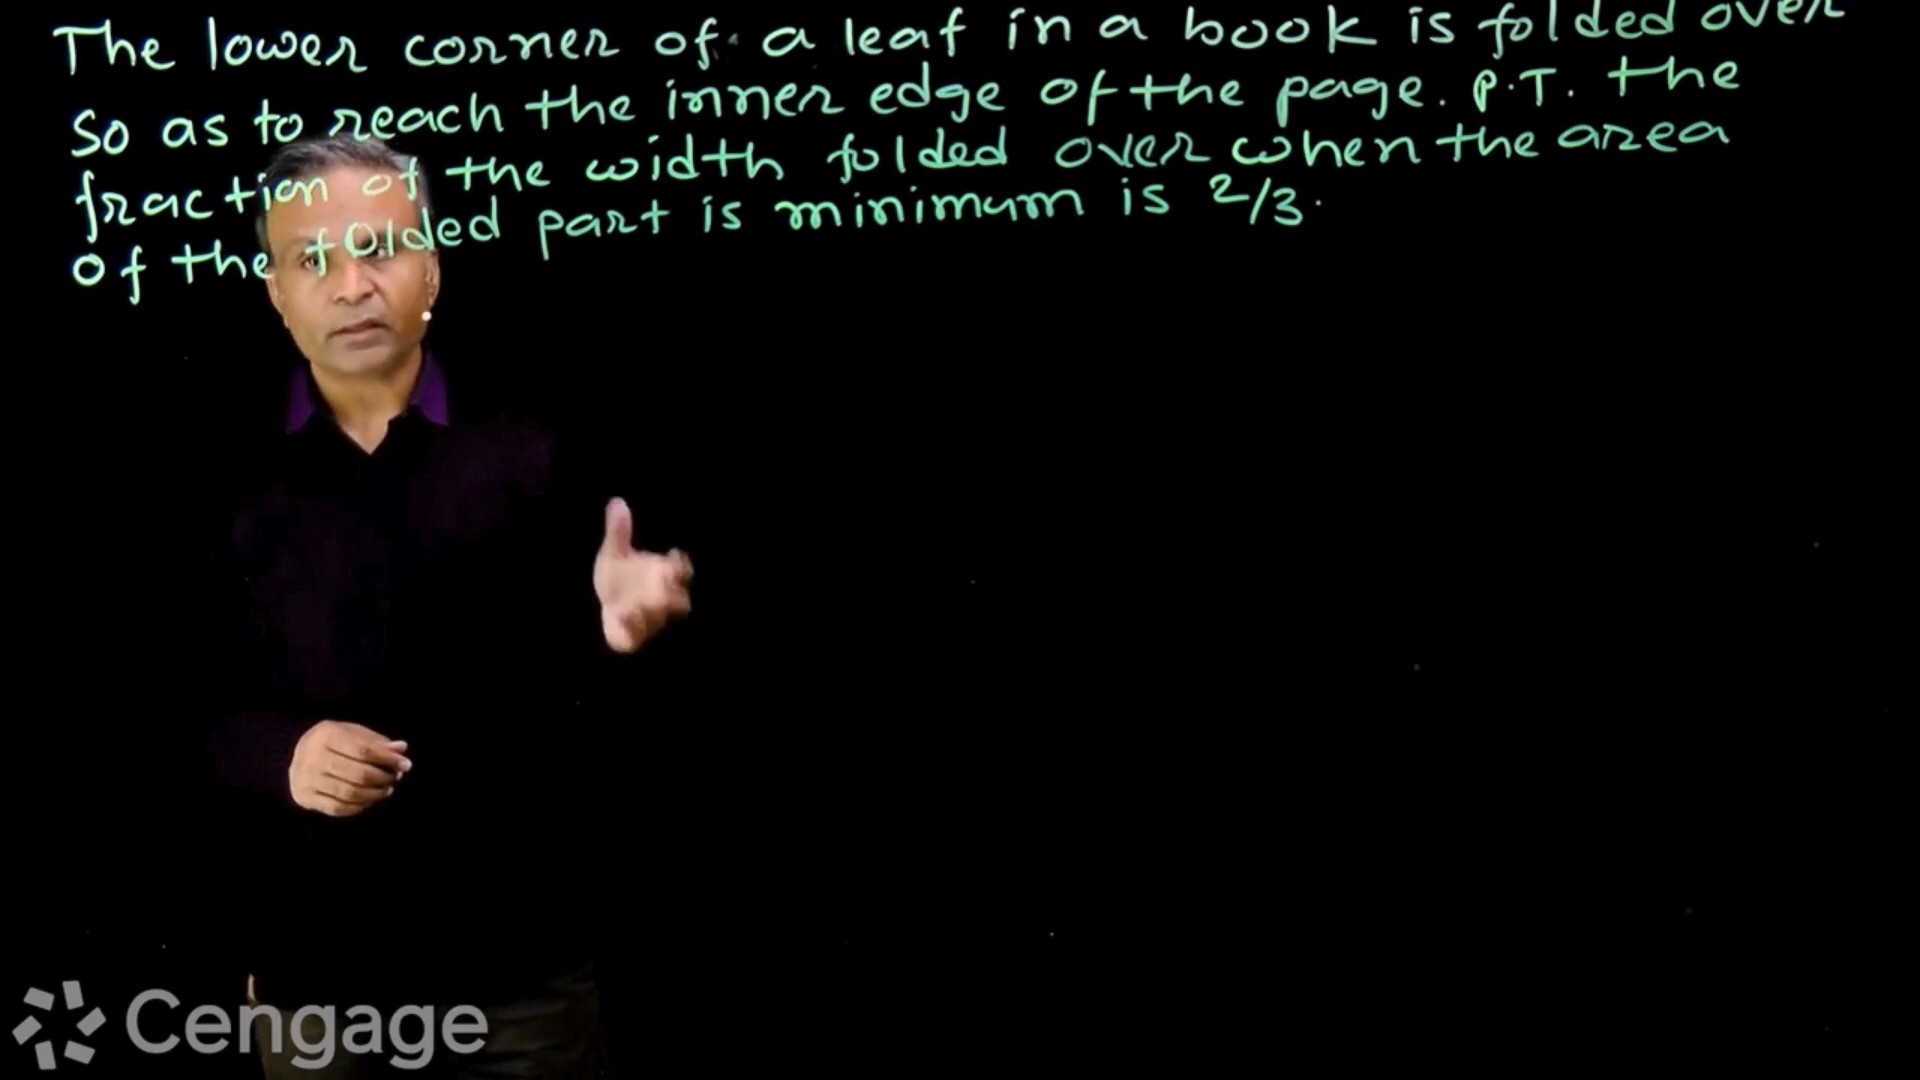 The lower corner of a leaf in a book is folded over
So as to reach the inner edge of the page. P.T. the
fraction of the width folded over when the area
of the folded part is minimum is 2/3.
Cengage